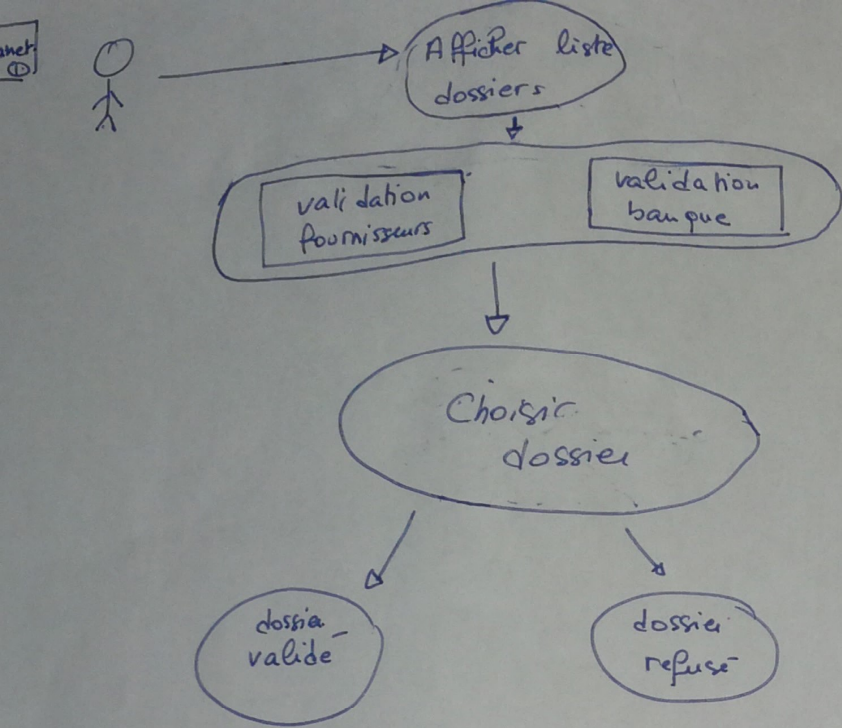 Afficher liste
dossiers
validation
fournisseurs
validation
banque
Choisir
dossier
dossier
validé
dossier
refusé